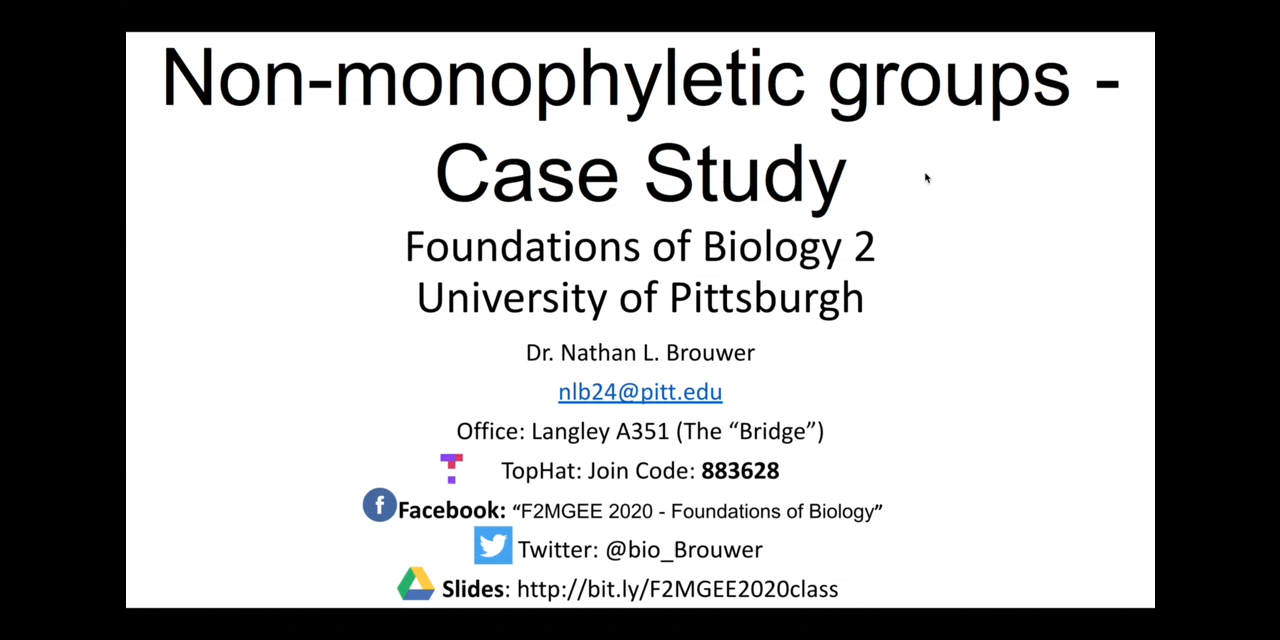 Non-monophyletic groups -
Case Study
Foundations of Biology 2
University of Pittsburgh
Dr. Nathan L. Brouwer
nlb24@pitt.edu
Office: Langley A351 (The “Bridge”)
TopHat: Join Code: 883628
Facebook: “F2MGEE 2020 - Foundations of Biology”
Twitter: @bio_Brouwer
Slides: http://bit.ly/F2MGEE2020class